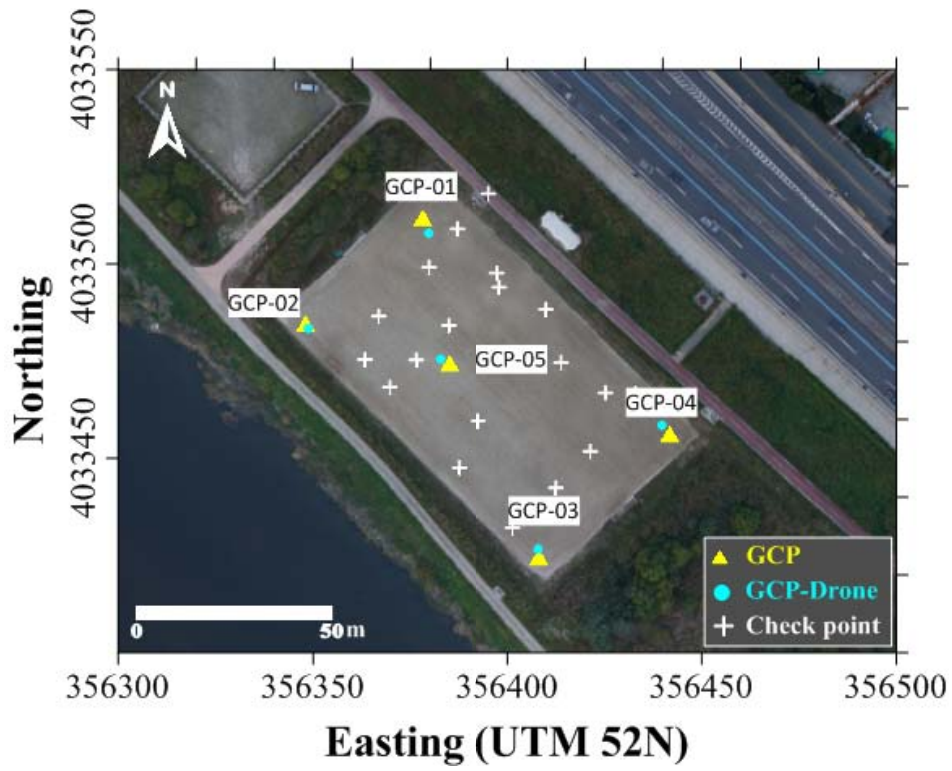 4033550
4033500
4033450
Northing
N
GCP-01
GCP-02
GCP-05
GCP-04
GCP-03
GCP
GCP-Drone
Check point
0
50 m
356300
356350
356400
356450
356500
Easting (UTM 52N)